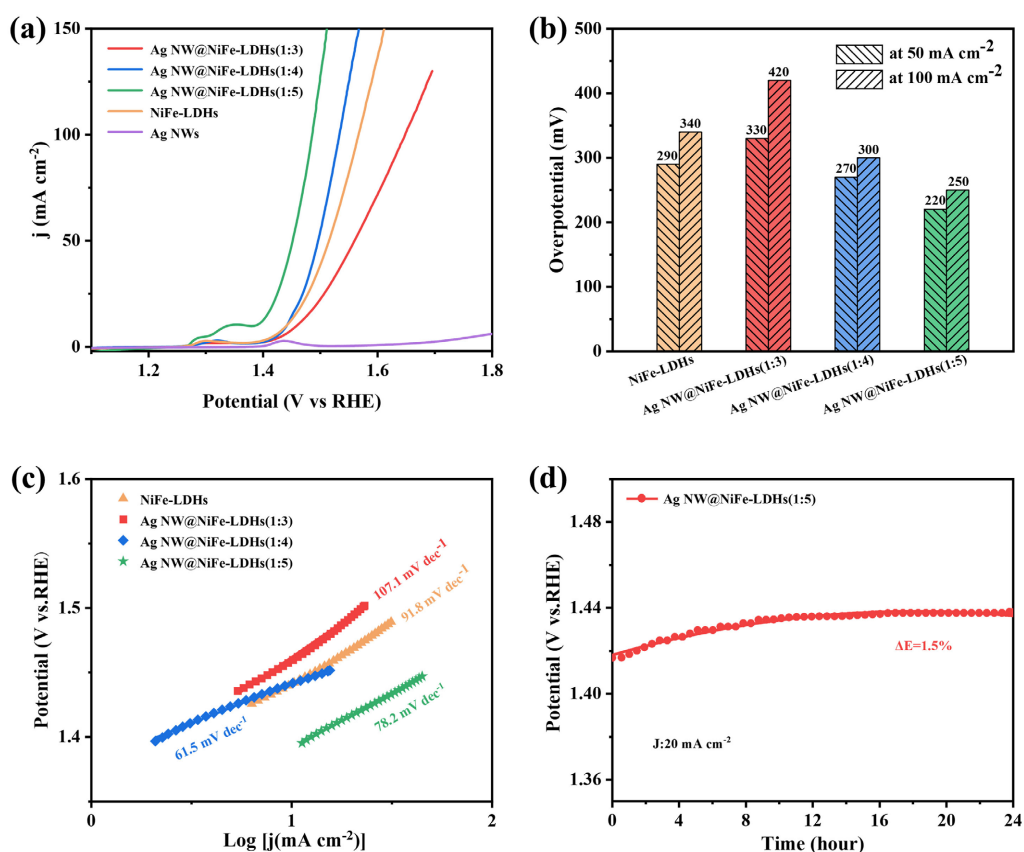 (a)
150
100
50
0
1.2
1.4
1.6
1.8
j (mA cm⁻²)
Potential (V vs RHE)
Ag NW@NiFe-LDHs(1:3)
Ag NW@NiFe-LDHs(1:4)
Ag NW@NiFe-LDHs(1:5)
NiFe-LDHs
Ag NWs
(b)
500
400
300
200
100
0
Overpotential (mV)
at 50 mA cm⁻²
at 100 mA cm⁻²
290
340
330
420
270
300
220
250
NiFe-LDHs
Ag NW@NiFe-LDHs(1:3)
Ag NW@NiFe-LDHs(1:4)
Ag NW@NiFe-LDHs(1:5)
(c)
1.6
1.5
1.4
0
1
2
Potential (V vs.RHE)
Log [j(mA cm⁻²)
NiFe-LDHs
Ag NW@NiFe-LDHs(1:3)
Ag NW@NiFe-LDHs(1:4)
Ag NW@NiFe-LDHs(1:5)
107.1 mV dec⁻¹
91.8 mV dec⁻¹
61.5 mV dec⁻¹
78.2 mV dec⁻¹
(d)
1.48
1.44
1.40
1.36
0
4
8
12
16
20
24
Potential (V vs.RHE)
Time (hour)
Ag NW@NiFe-LDHs(1:5)
ΔE=1.5%
J:20 mA cm⁻²